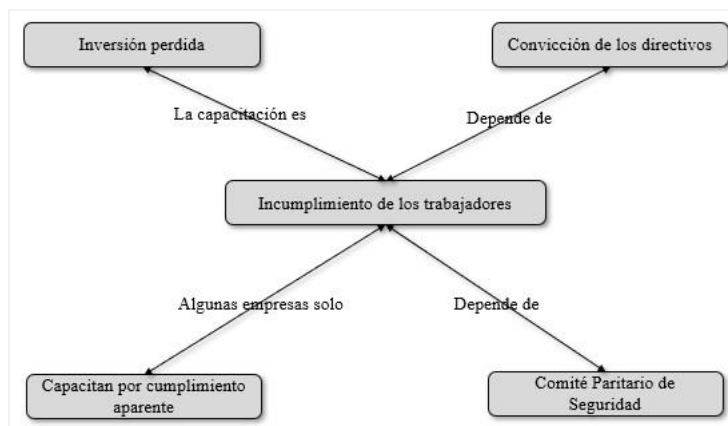 Inversión perdida
Convicción de los directivos
La capacitación es
Depende de
Incumplimiento de los trabajadores
Algunas empresas solo
Depende de
Capacitan por cumplimiento
aparente
Comité Paritario de
Seguridad